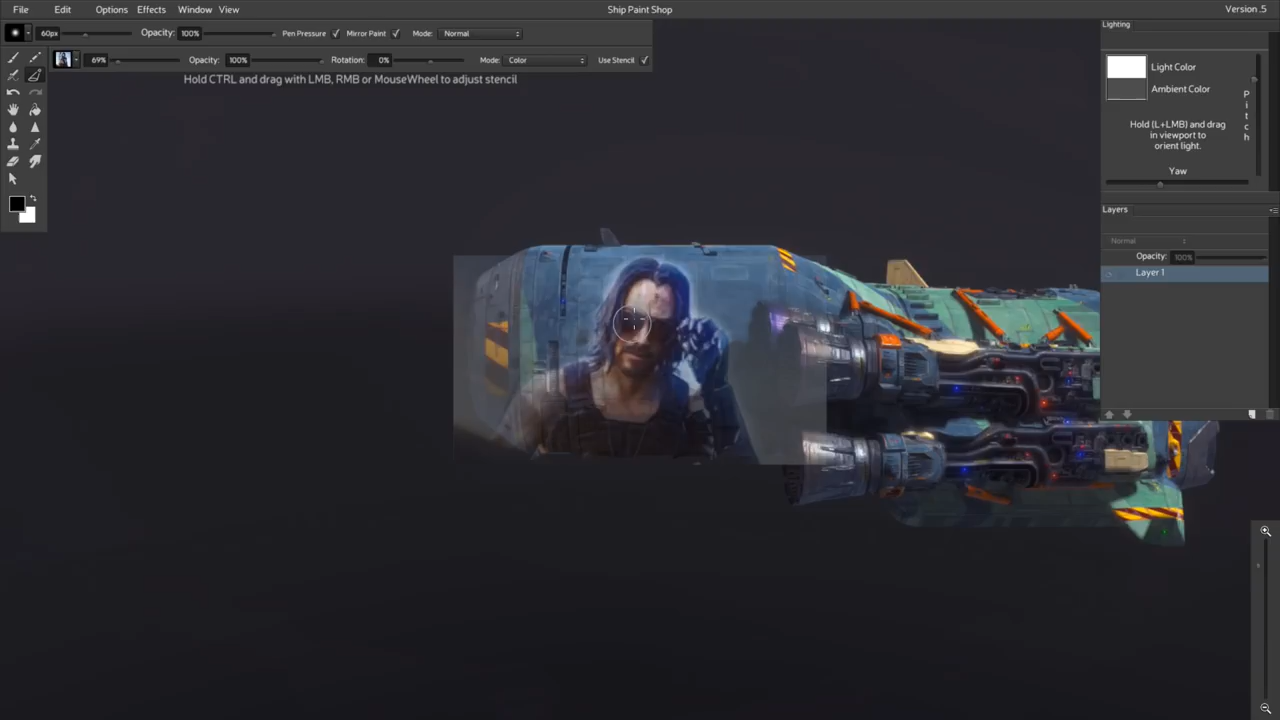 File Edit Options Effects Window View
Ship Paint Shop
Version .5
60px Opacity: 100% Pen Pressure Mirror Paint Mode: Normal
69% Opacity: 100% Rotation: 0% Mode: Color Use Stencil
Hold CTRL and drag with LMB, RMB or MouseWheel to adjust stencil
Lighting
Light Color
Ambient Color
Pitch
Hold (L+LMB) and drag
in viewport to
orient light.
Yaw
Layers
Normal
Opacity: 100%
Layer 1